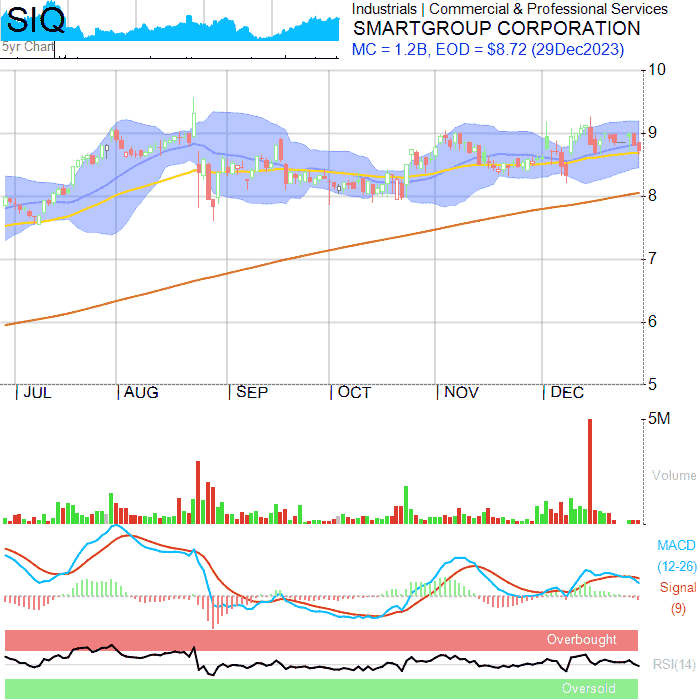 SIQ
5yr Chart
Industrials | Commercial & Professional Services
SMARTGROUP CORPORATION
MC = 1.2B, EOD = $8.72 (29Dec2023)
10
9
8
7
6
5
JUL AUG SEP OCT NOV DEC
5M
Volume
MACD
(12-26)
Signal
(9)
Overbought
RSI(14)
Oversold